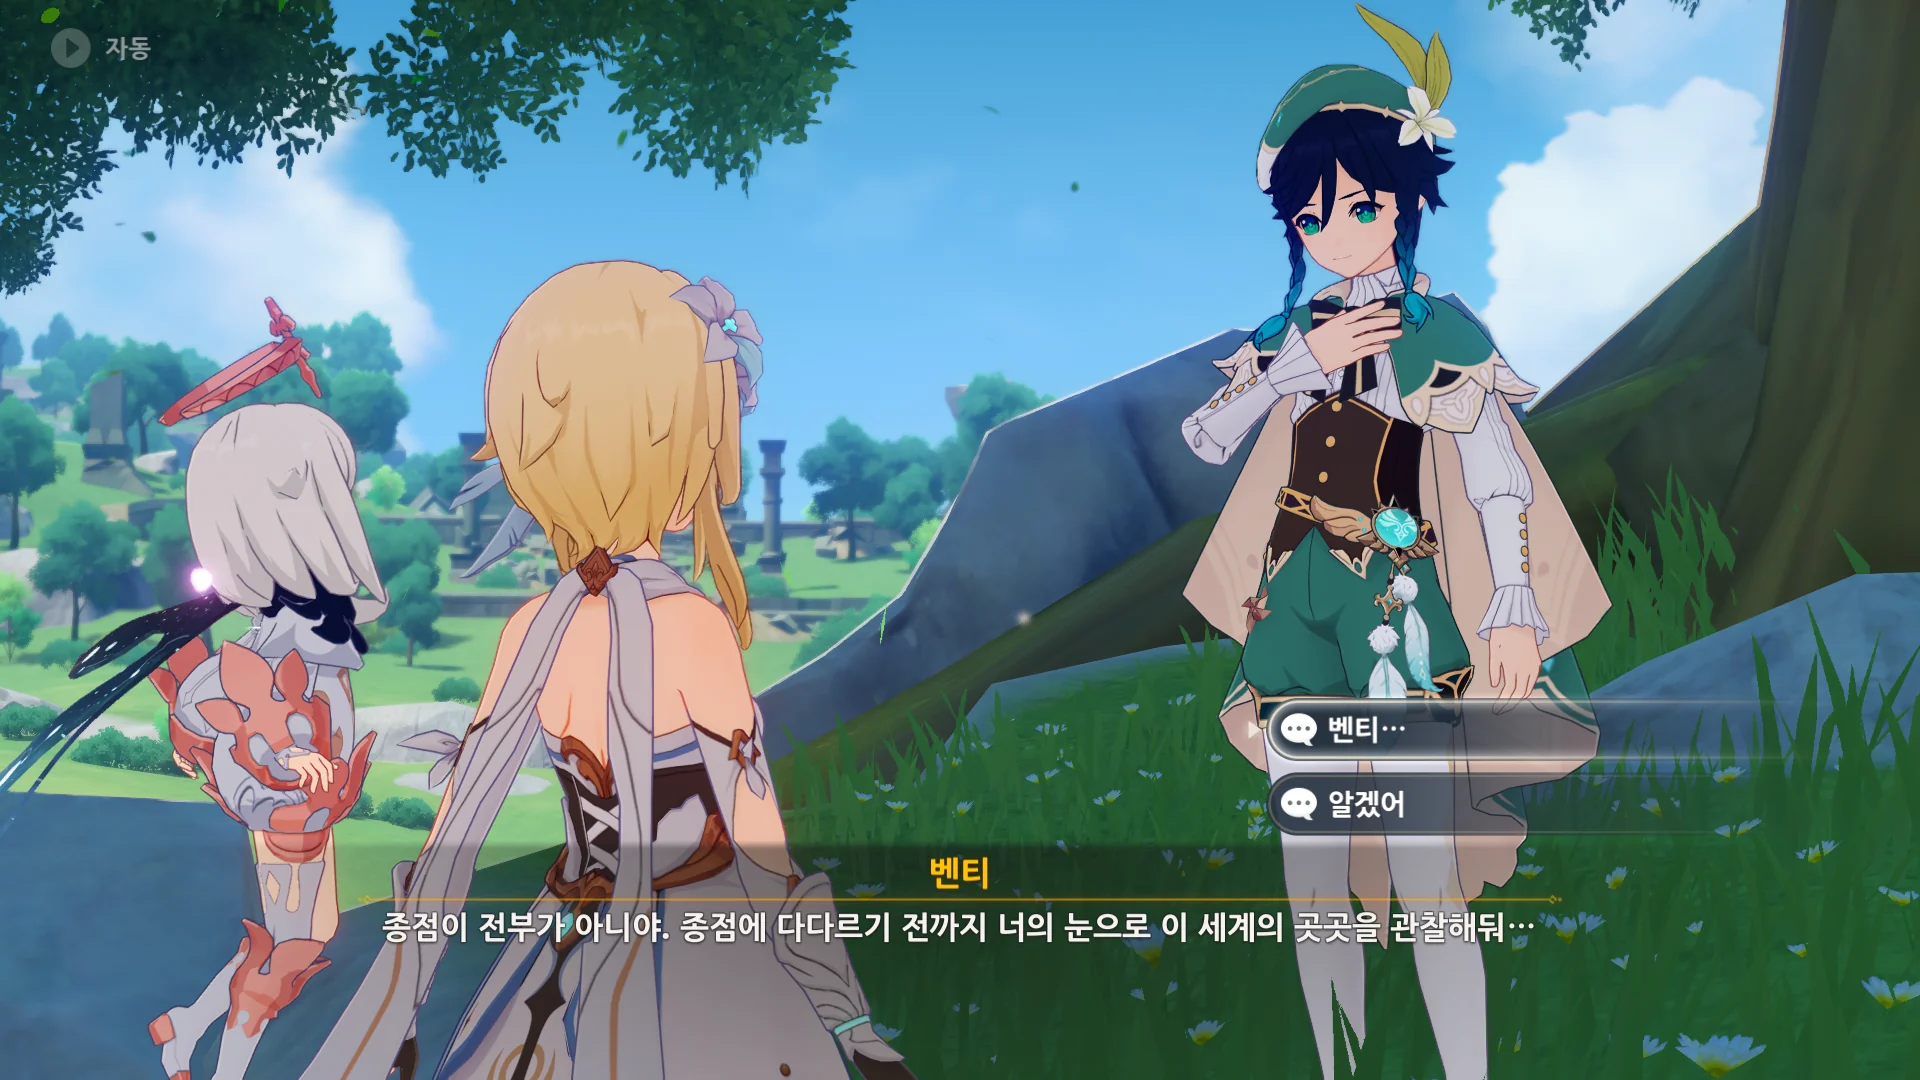 자동
벤티…
알겠어
벤티
종점이 전부가 아니야. 종점에 다다르기 전까지 너의 눈으로 이 세계의 곳곳을 관찰해둬…